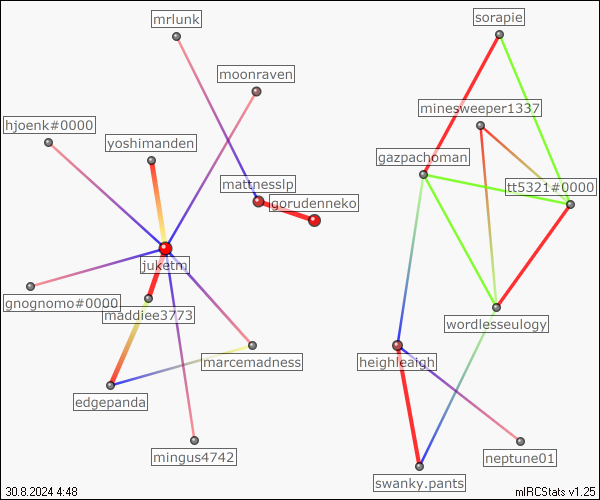 mrlunk
sorapie
moonraven
minesweeper1337
hjoenk#0000
yoshimanden
gazpachoman
mattnesslp
tt5321#0000
gorudenneko
juketm
gnognomo#0000
maddiee3773
wordlesseulogy
marcemadness
heighleaigh
edgepanda
mingus4742
neptune01
swanky.pants
30.8.2024 4:48
mIRCStats v1.25